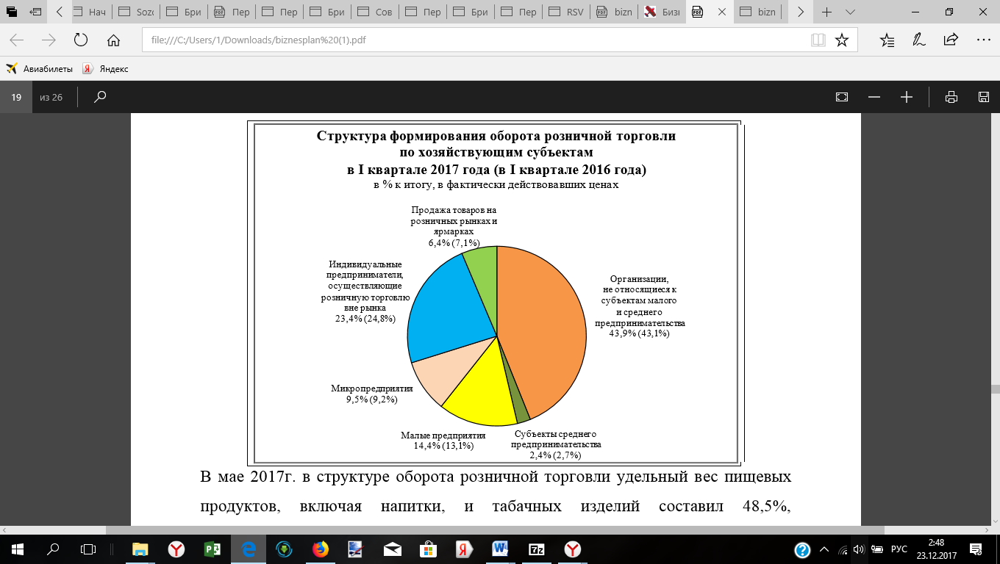 Нач
Sozd
Бри
Пер
Пер
Бри
Сов
Пер
Бри
Пер
RSV
bizn
Бизн
bizn
file:///C:/Users/1/Downloads/biznesplan%20(1).pdf
Авиабилеты
Яндекс
19 из 26
Структура формирования оборота розничной торговли
по хозяйствующим субъектам
в I квартале 2017 года (в I квартале 2016 года)
в % к итогу, в фактически действовавших ценах
Продажа товаров на
розничных рынках и
ярмарках
6,4% (7,1%)
Индивидуальные
предприниматели,
осуществляющие
розничную торговлю
вне рынка
23,4% (24,8%)
Организации,
не относящиеся к
субъектам малого
и среднего
предпринимательства
43,9% (43,1%)
Микропредприятия
9,5% (9,2%)
Малые предприятия
14,4% (13,1%)
Субъекты среднего
предпринимательства
2,4% (2,7%)
В мае 2017г. в структуре оборота розничной торговли удельный вес пищевых
продуктов, включая напитки, и табачных изделий составил 48,5%,
РУС
2:48
23.12.2017